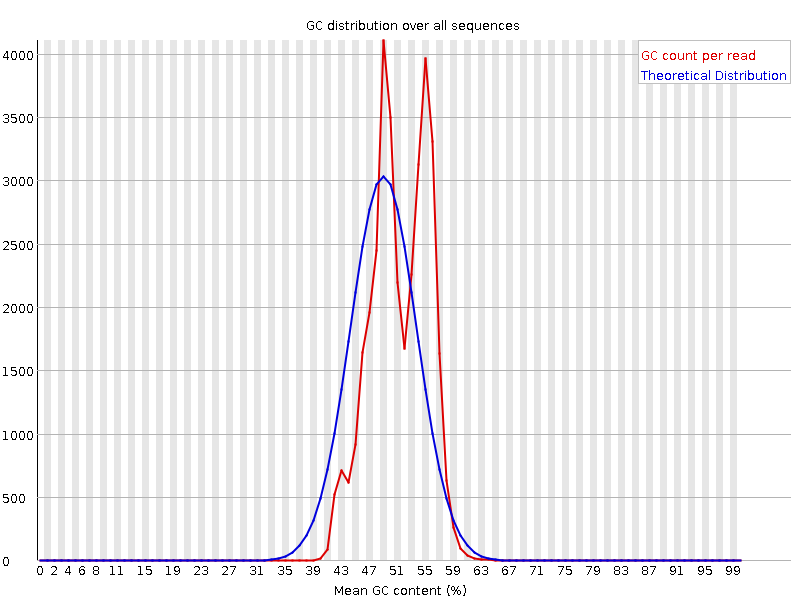 GC distribution over all sequences
GC count per read
Theoretical Distribution
4000
3500
3000
2500
2000
1500
1000
500
0
0 2 4 6 8 11 15 19 23 27 31 35 39 43 47 51 55 59 63 67 71 75 79 83 87 91 95 99
Mean GC content (%)